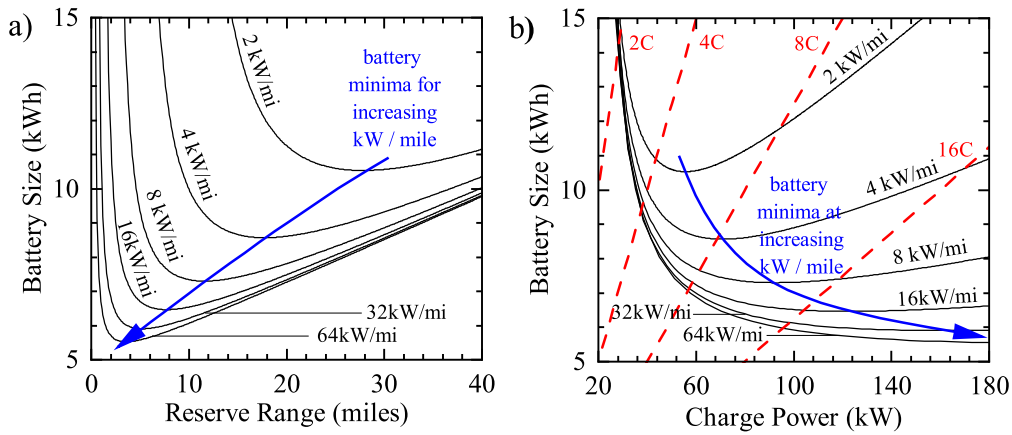 a)
Battery Size (kWh)
15
10
5
0
10
20
30
40
Reserve Range (miles)
2 kW/mi
4 kW/mi
8 kW/mi
16kW/mi
32kW/mi
64kW/mi
battery
minima for
increasing
kW / mile
b)
Battery Size (kWh)
15
10
5
20
60
100
140
180
Charge Power (kW)
2C
4C
8C
16C
2 kW/mi
4 kW/mi
8 kW/mi
16kW/mi
32kW/mi
64kW/mi
battery
minima at
increasing
kW / mile